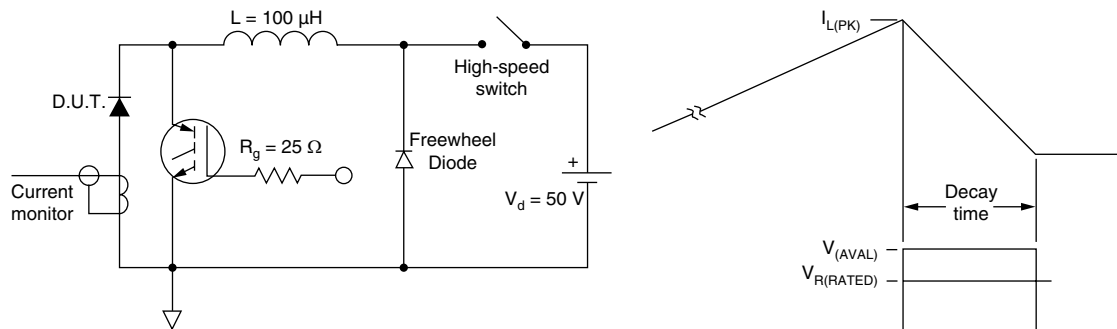 L = 100 µH
D.U.T.
High-speed
switch
R_g = 25 Ω
Freewheel
Diode
Current
monitor
+
V_d = 50 V
I_L(PK)
Decay
time
V_(AVAL)
V_R(RATED)